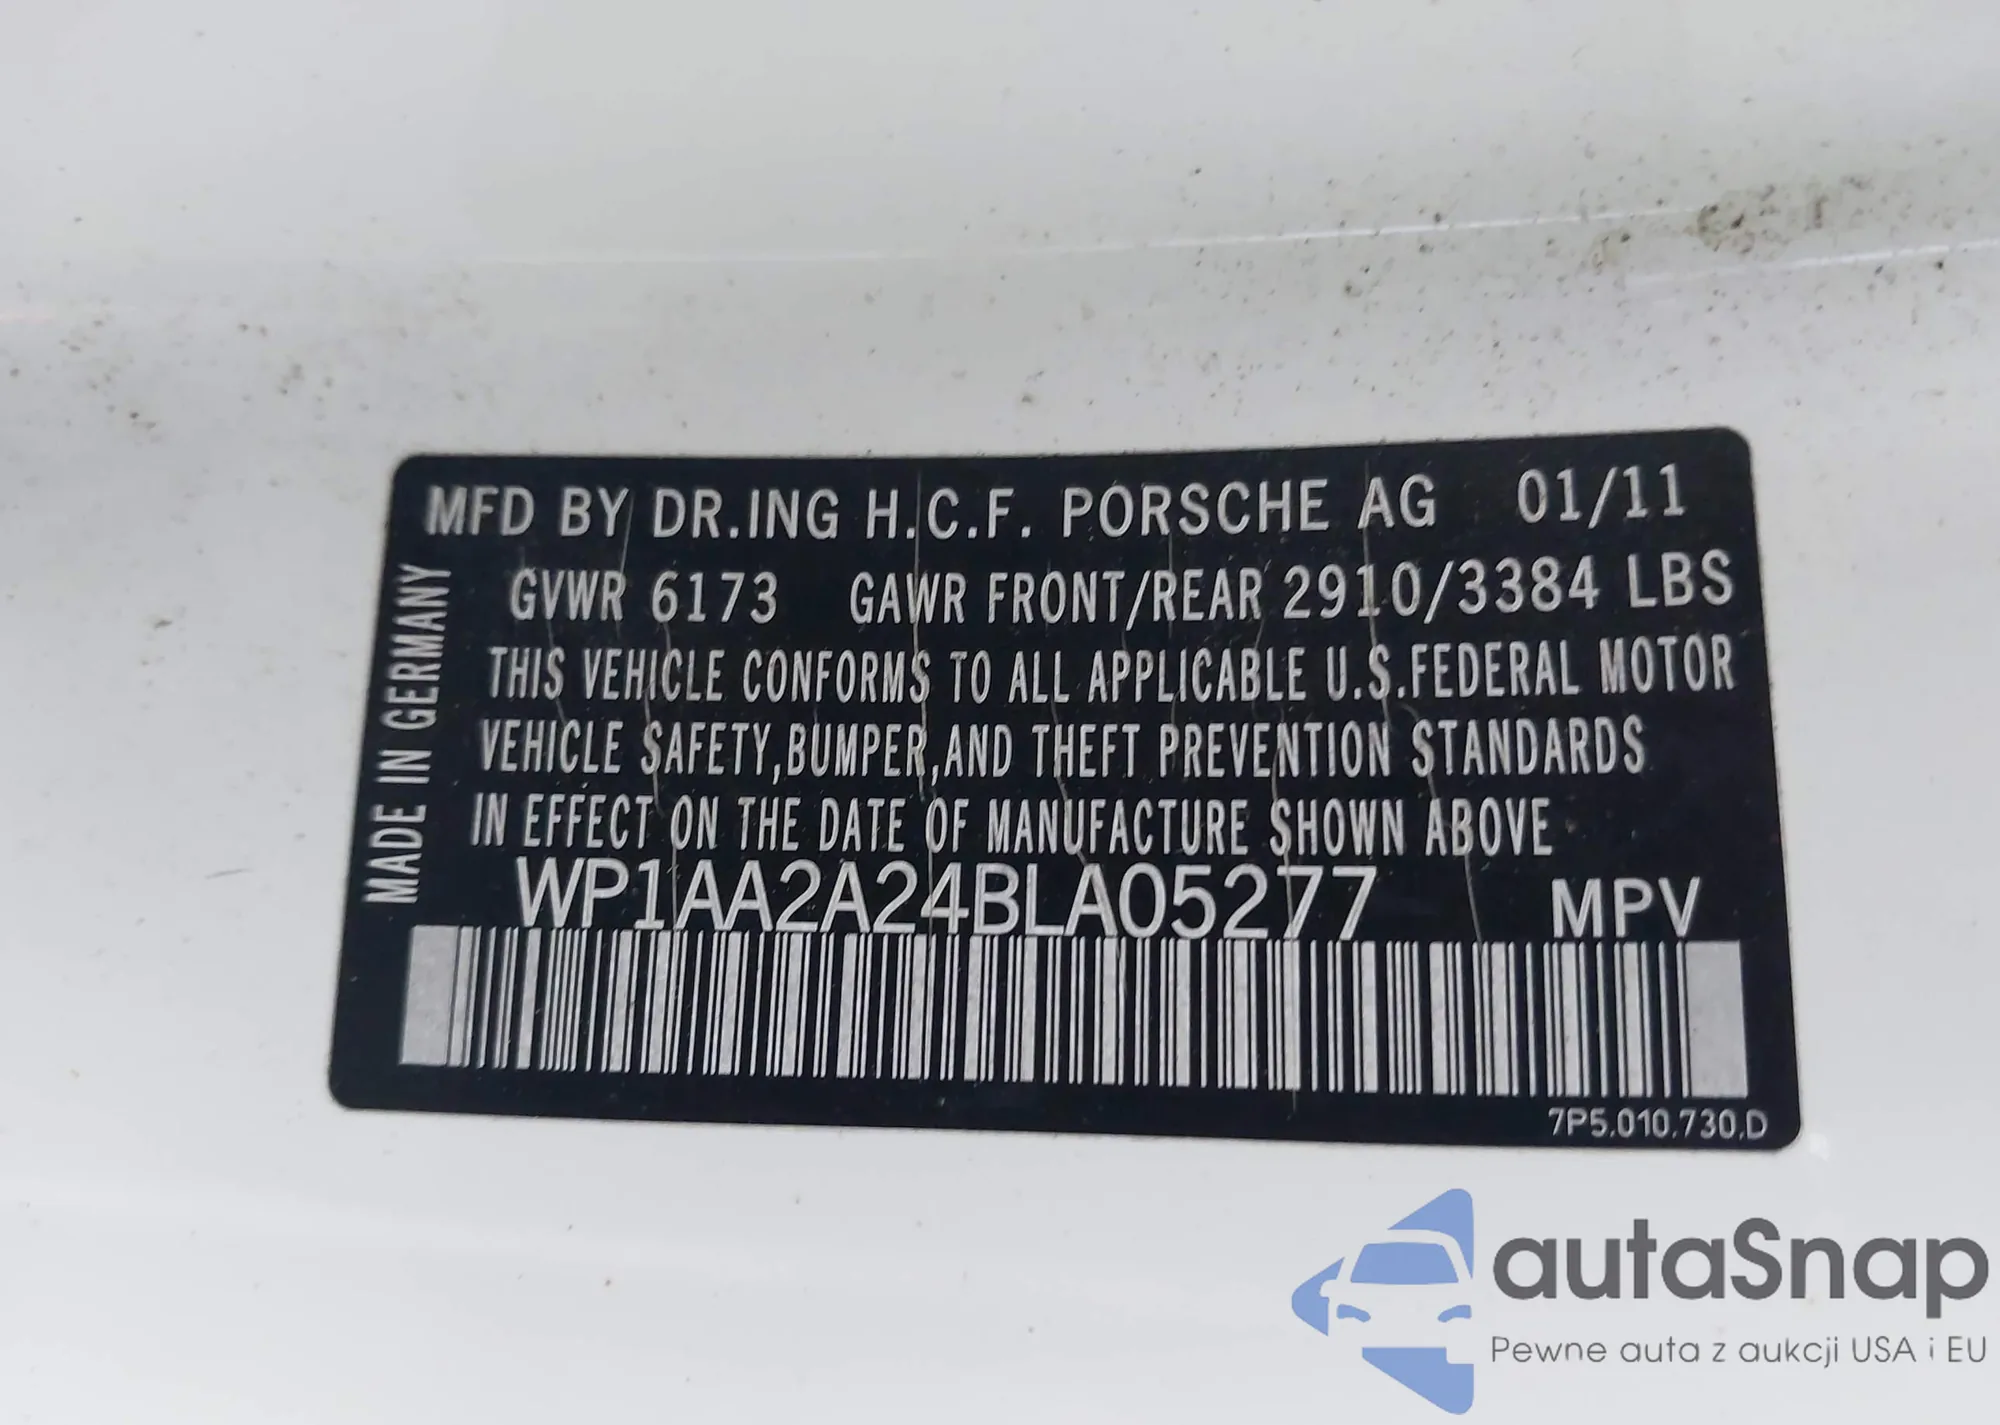 MFD BY DR.ING H.C.F. PORSCHE AG 01/11
GVWR 6173 GAWR FRONT/REAR 2910/3384 LBS
THIS VEHICLE CONFORMS TO ALL APPLICABLE U.S.FEDERAL MOTOR
VEHICLE SAFETY,BUMPER,AND THEFT PREVENTION STANDARDS
IN EFFECT ON THE DATE OF MANUFACTURE SHOWN ABOVE
WP1AA2A24BLA05277 MPV
MADE IN GERMANY
7P5.010.730.D
autaSnap
Pewne auta z aukcji USA i EU